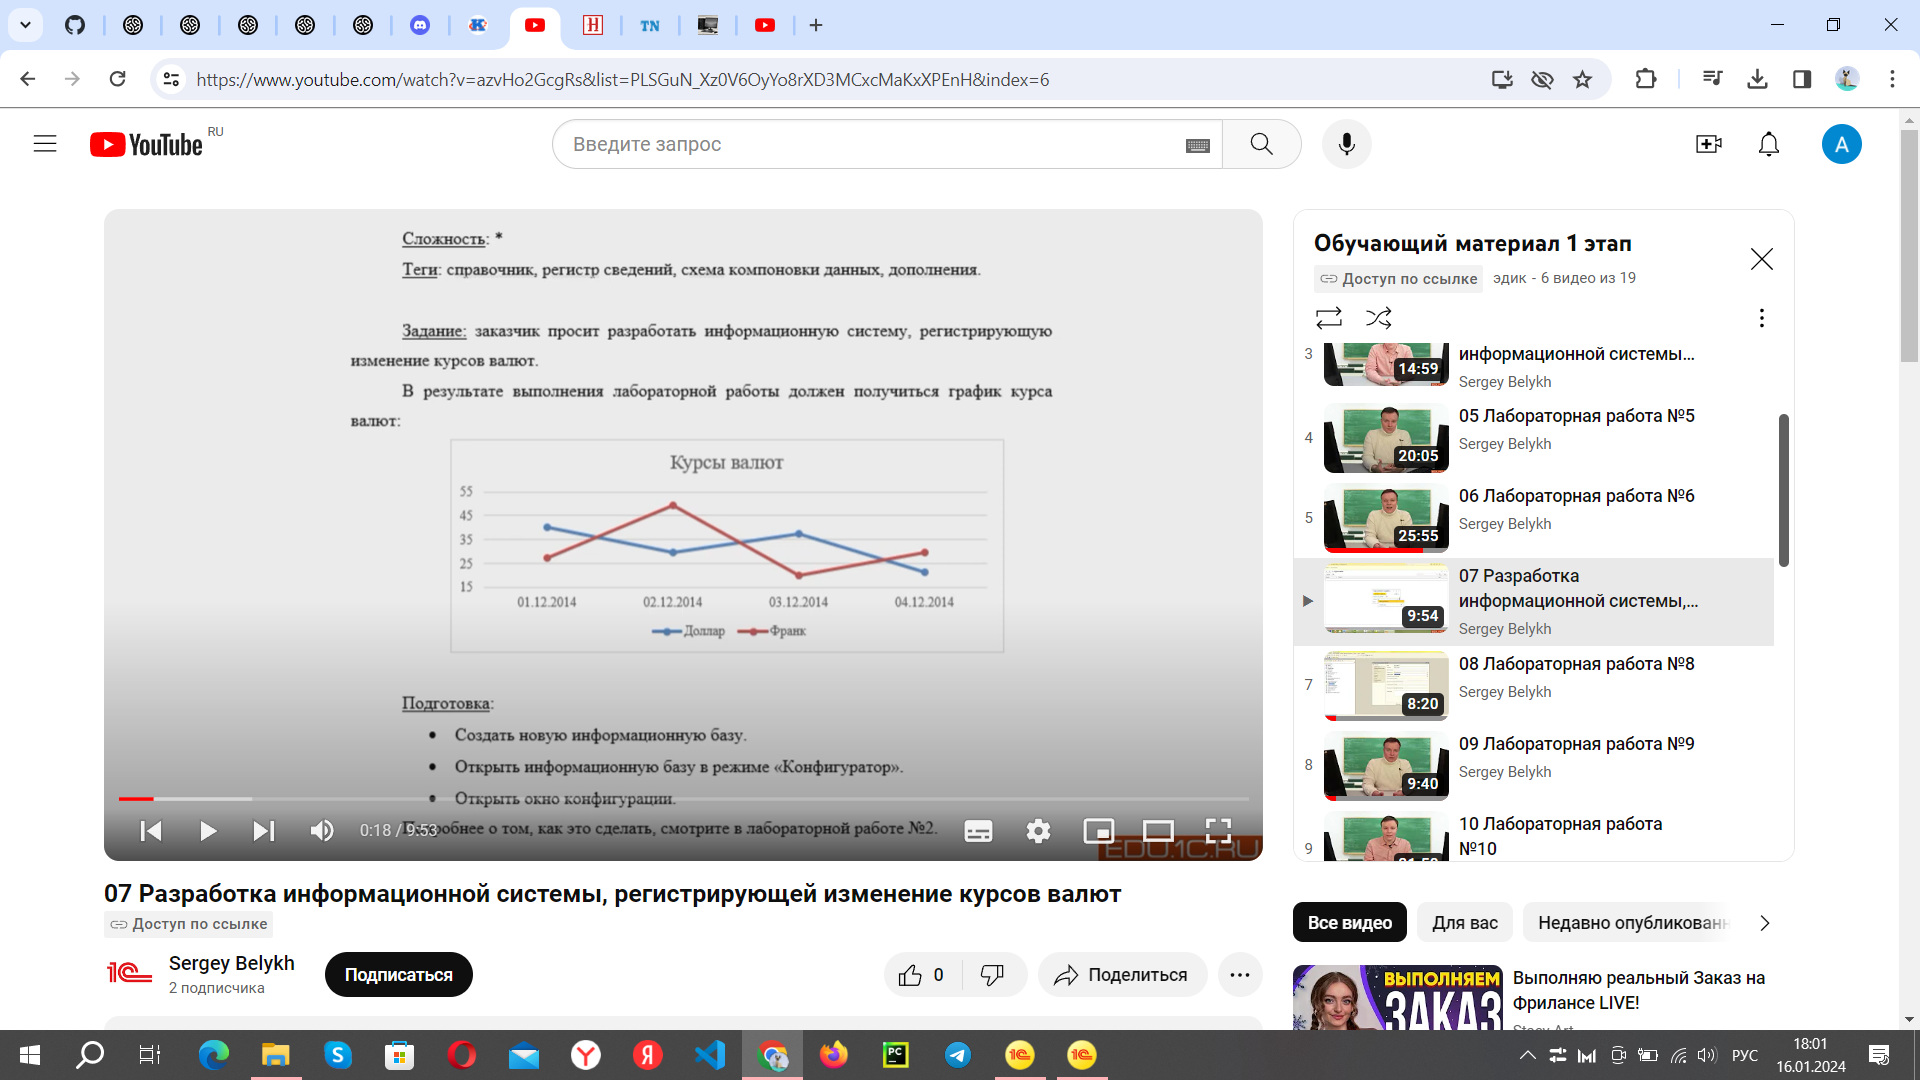 TN
https://www.youtube.com/watch?v=azvHo2GcgRs&list=PLSGuN_Xz0V6OyYo8rXD3MCxcMaKxXPEnH&index=6
YouTube RU
Введите запрос
A
Сложность: *
Теги: справочник, регистр сведений, схема компоновки данных, дополнения.
Задание: заказчик просит разработать информационную систему, регистрирующую
изменение курсов валют.
В результате выполнения лабораторной работы должен получиться график курса
валют:
Курсы валют
55
45
35
25
15
01.12.2014 02.12.2014 03.12.2014 04.12.2014
Доллар Франк
Подготовка:
• Создать новую информационную базу.
• Открыть информационную базу в режиме «Конфигуратор».
• Открыть окно конфигурации.
о том, как это сделать, смотрите в лабораторной работе №2.
0:18 / 9:53
EDU.1C.RU
07 Разработка информационной системы, регистрирующей изменение курсов валют
Доступ по ссылке
1С
Sergey Belykh
2 подписчика
Подписаться
0
Поделиться
Обучающий материал 1 этап
Доступ по ссылке
эдик - 6 видео из 19
3
14:59
информационной системы...
Sergey Belykh
4
20:05
05 Лабораторная работа №5
Sergey Belykh
5
25:55
06 Лабораторная работа №6
Sergey Belykh
9:54
07 Разработка
информационной системы,...
Sergey Belykh
7
8:20
08 Лабораторная работа №8
Sergey Belykh
8
9:40
09 Лабораторная работа №9
Sergey Belykh
9
10 Лабораторная работа
№10
Все видео
Для вас
Недавно опубликованн
ВЫПОЛНЯЕМ
ЗАКАЗ
Выполняю реальный Заказ на
Фрилансе LIVE!
РУС
18:01
16.01.2024